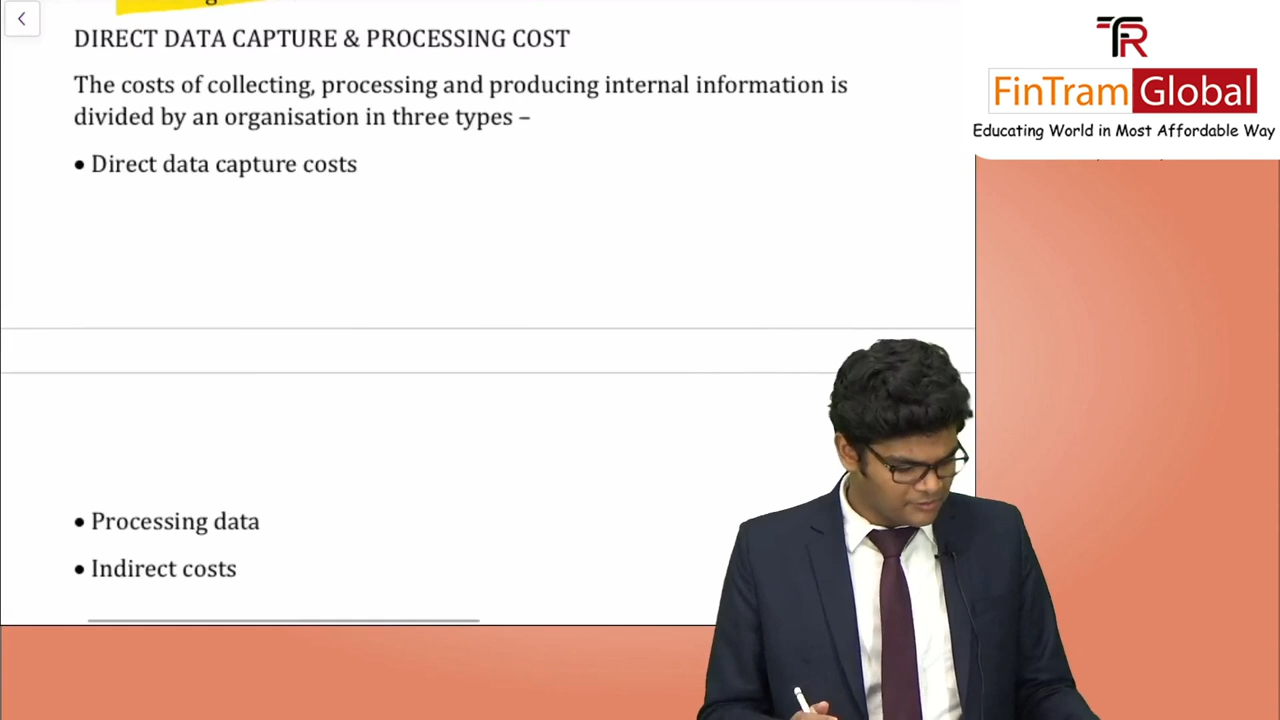 DIRECT DATA CAPTURE & PROCESSING COST
The costs of collecting, processing and producing internal information is
divided by an organisation in three types –
• Direct data capture costs
• Processing data
• Indirect costs
FinTram Global
Educating World in Most Affordable Way